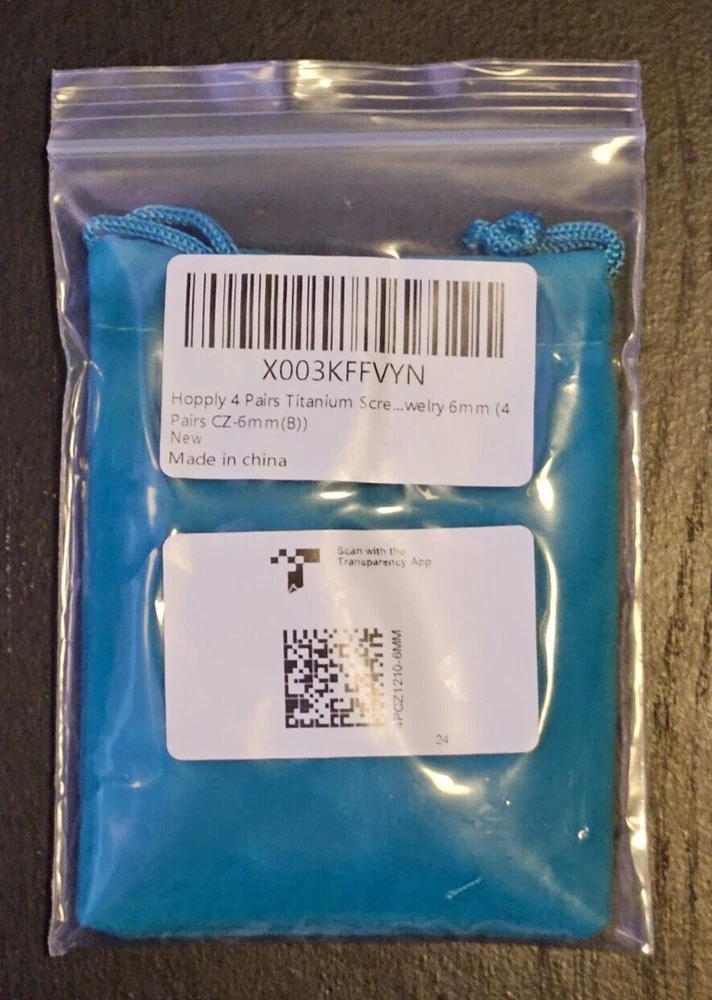 X003KFFVYN
Hopply 4 Pairs Titanium Scre...welry 6mm (4
Pairs CZ-6mm(B))
New
Made in china
Scan with the
Transparency App
4PCZ1210-6MM
24